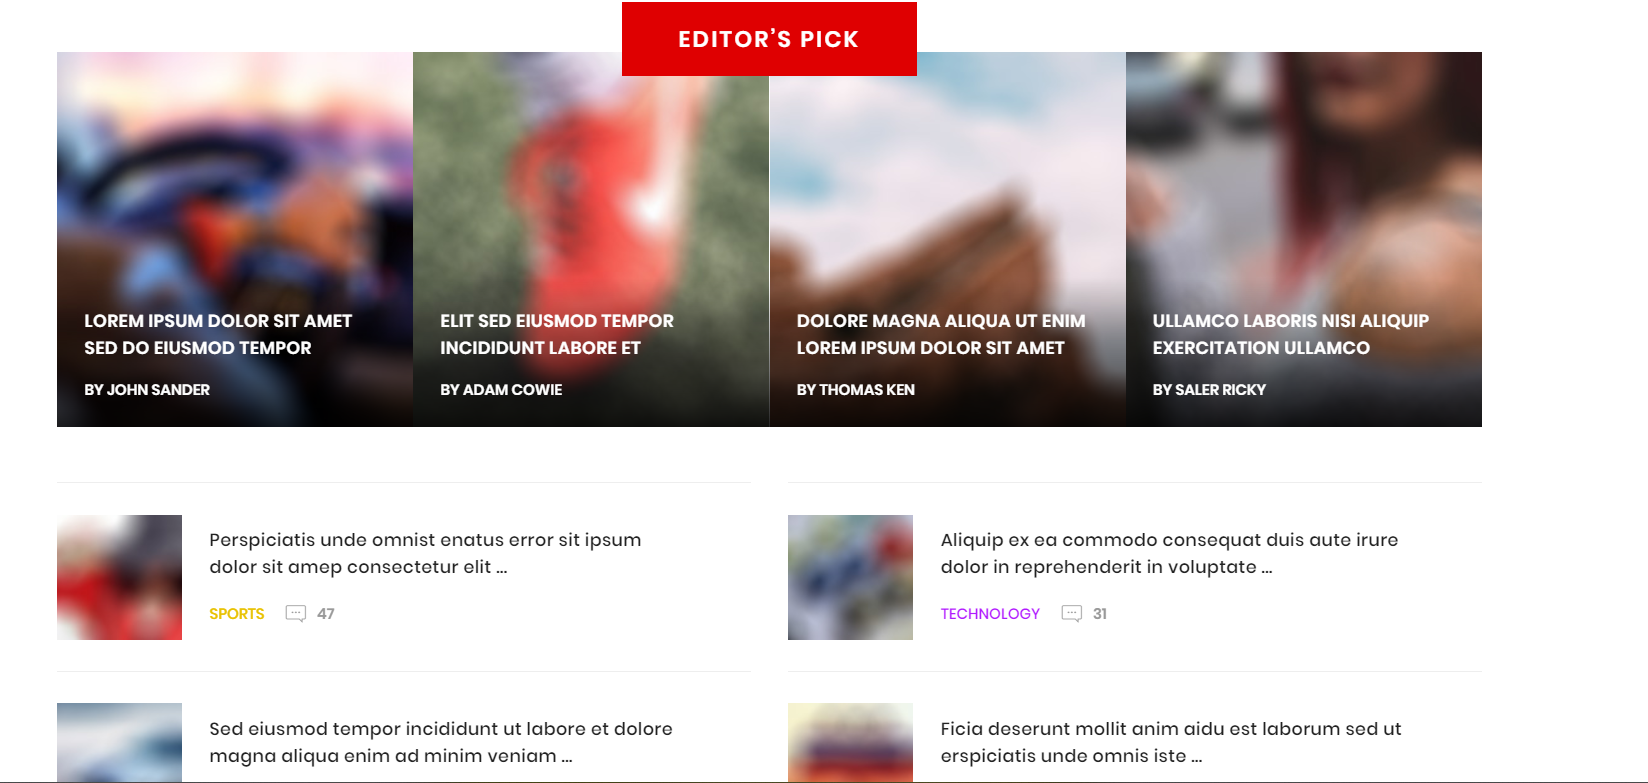 EDITOR’S PICK
LOREM IPSUM DOLOR SIT AMET
SED DO EIUSMOD TEMPOR
BY JOHN SANDER
ELIT SED EIUSMOD TEMPOR
INCIDIDUNT LABORE ET
BY ADAM COWIE
DOLORE MAGNA ALIQUA UT ENIM
LOREM IPSUM DOLOR SIT AMET
BY THOMAS KEN
ULLAMCO LABORIS NISI ALIQUIP
EXERCITATION ULLAMCO
BY SALER RICKY
Perspiciatis unde omnist enatus error sit ipsum
dolor sit amep consectetur elit ...
SPORTS 47
Aliquip ex ea commodo consequat duis aute irure
dolor in reprehenderit in voluptate ...
TECHNOLOGY 31
Sed eiusmod tempor incididunt ut labore et dolore
magna aliqua enim ad minim veniam ...
Ficia deserunt mollit anim aidu est laborum sed ut
erspiciatis unde omnis iste ...